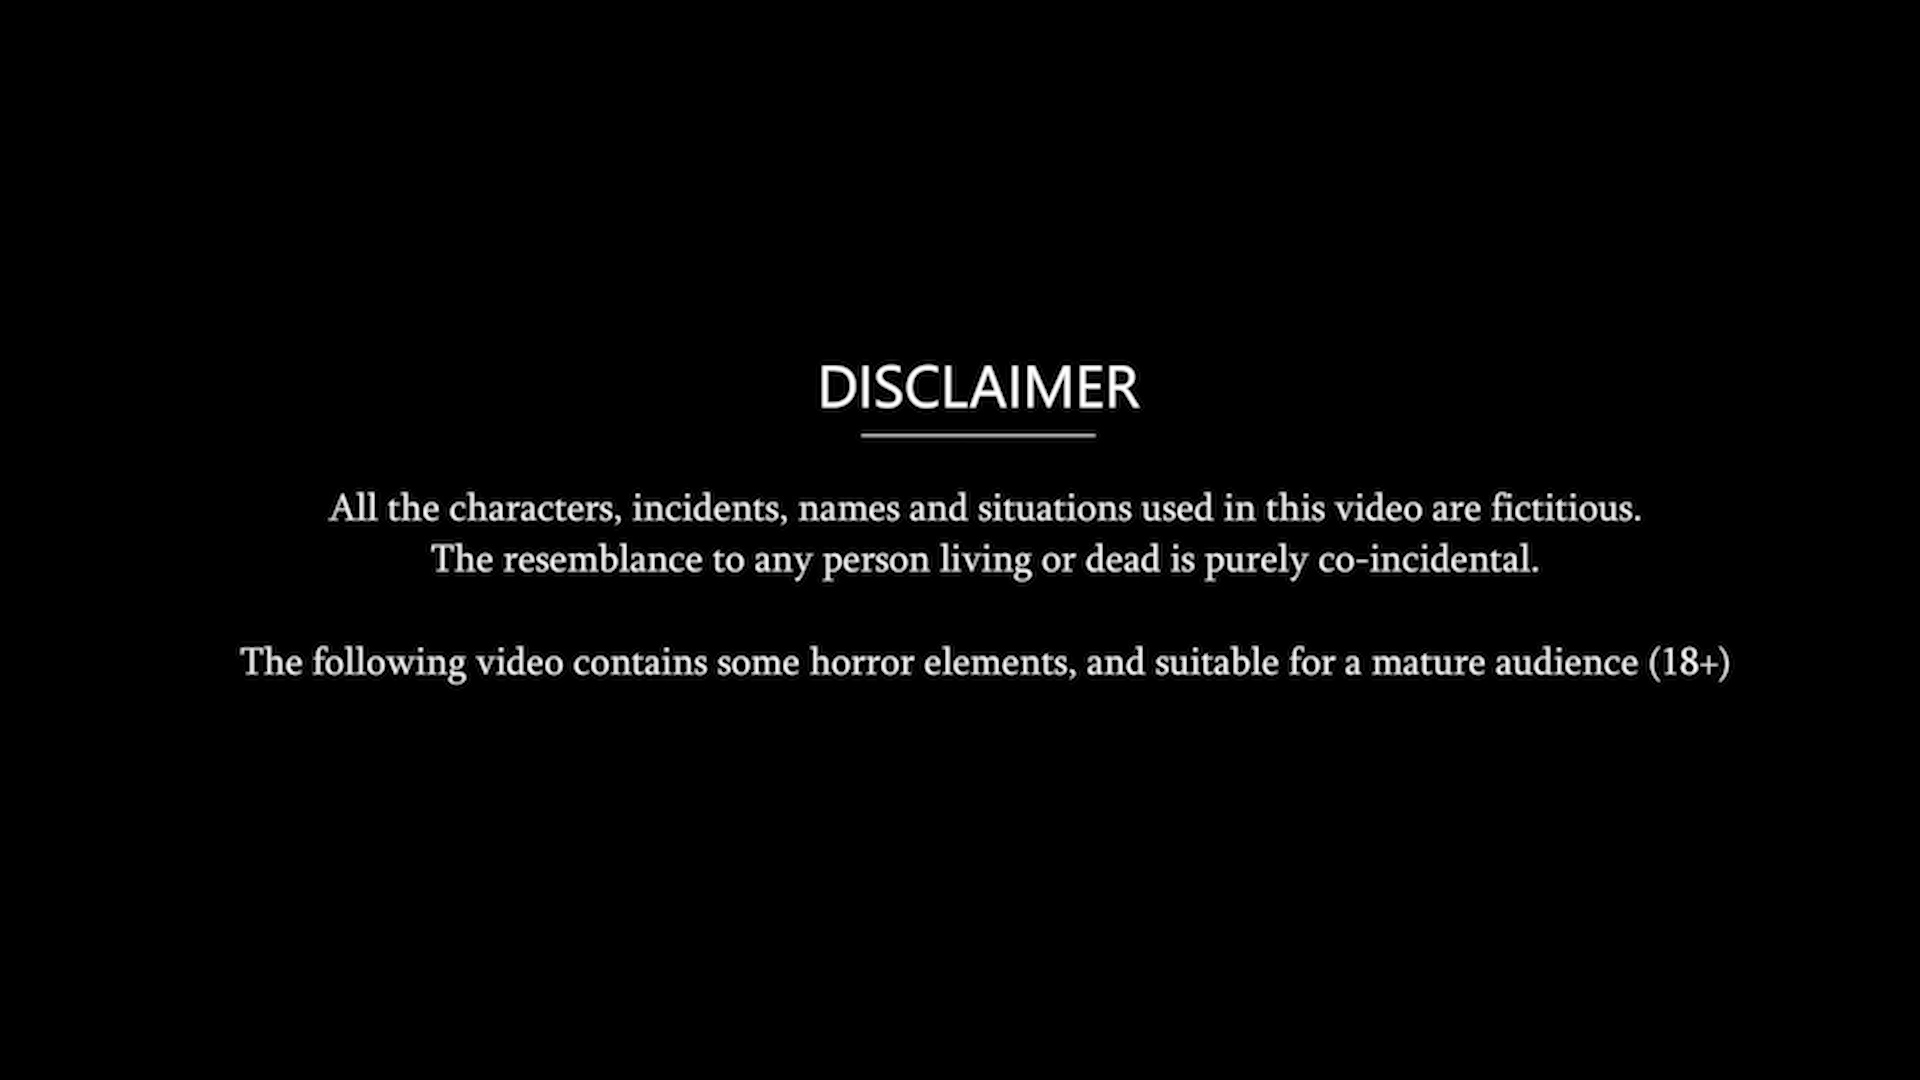 DISCLAIMER
All the characters, incidents, names and situations used in this video are fictitious.
The resemblance to any person living or dead is purely co-incidental.
The following video contains some horror elements, and suitable for a mature audience (18+)